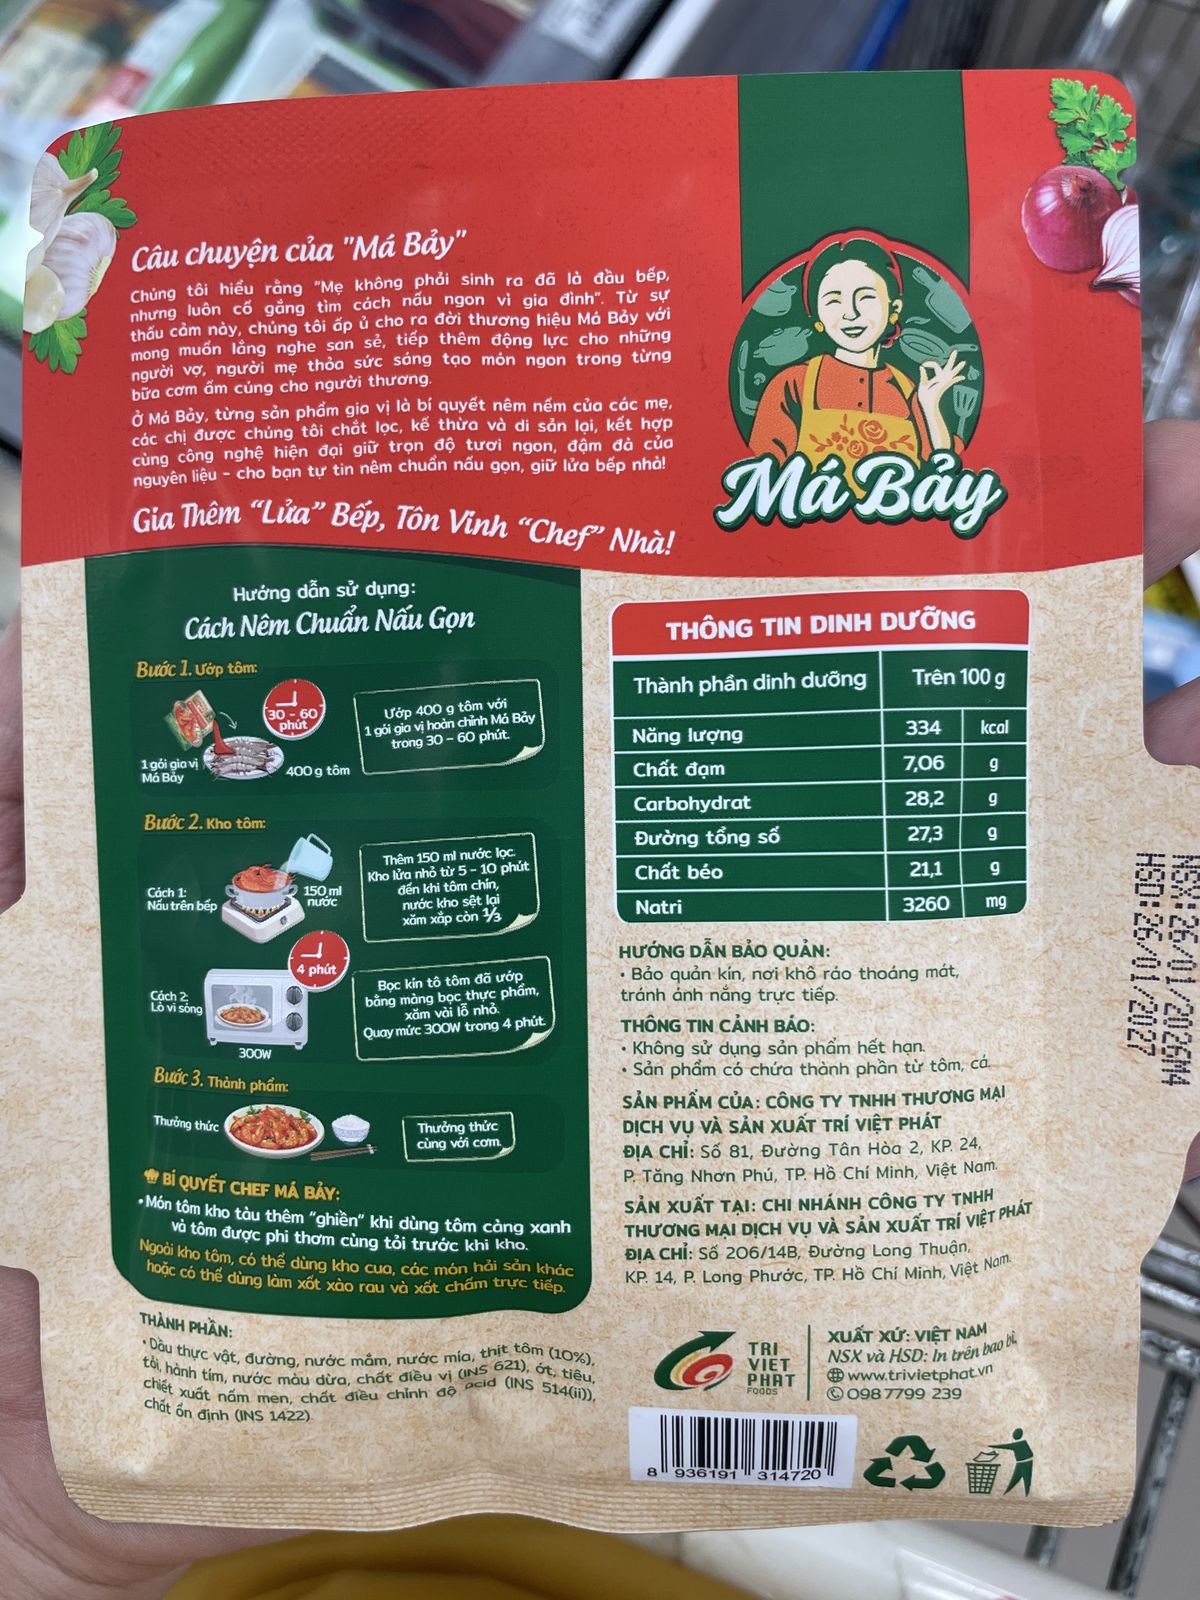 Câu chuyện của "Má Bảy"
Chúng tôi hiểu rằng "Mẹ không phải sinh ra đã là đầu bếp,
nhưng luôn cố gắng tìm cách nấu ngon vì gia đình". Từ sự
thấu cảm này, chúng tôi ấp ủ cho ra đời thương hiệu Má Bảy với
mong muốn lắng nghe san sẻ, tiếp thêm động lực cho những
người vợ, người mẹ thỏa sức sáng tạo món ngon trong từng
bữa cơm ấm cúng cho người thương.
Ở Má Bảy, từng sản phẩm gia vị là bí quyết nêm nếm của các mẹ,
các chị được chúng tôi chắt lọc, kế thừa và di sản lại, kết hợp
cùng công nghệ hiện đại giữ trọn độ tươi ngon, đậm đà của
nguyên liệu - cho bạn tự tin nêm chuẩn nấu gọn, giữ lửa bếp nhà!
Gia Thêm "Lửa" Bếp, Tôn Vinh "Chef" Nhà!
Má Bảy
Hướng dẫn sử dụng:
Cách Nêm Chuẩn Nấu Gọn
Bước 1. Ướp tôm:
30 - 60
phút
1 gói gia vị
Má Bảy
400 g tôm
Ướp 400 g tôm với
1 gói gia vị hoàn chỉnh Má Bảy
trong 30 - 60 phút.
Bước 2. Kho tôm:
Cách 1:
Nấu trên bếp
150 ml
nước
Thêm 150 ml nước lọc.
Kho lửa nhỏ từ 5 - 10 phút
đến khi tôm chín,
nước kho sệt lại
xăm xắp còn 1/3
4 phút
Cách 2:
Lò vi sóng
300W
Bọc kín tô tôm đã ướp
bằng màng bọc thực phẩm,
xăm vài lỗ nhỏ.
Quay mức 300W trong 4 phút.
Bước 3. Thành phẩm:
Thưởng thức
Thưởng thức
cùng với cơm.
BÍ QUYẾT CHEF MÁ BẢY:
• Món tôm kho tàu thêm "ghiền" khi dùng tôm càng xanh
và tôm được phi thơm cùng tỏi trước khi kho.
Ngoài kho tôm, có thể dùng kho cua, các món hải sản khác
hoặc có thể dùng làm xốt xào rau và xốt chấm trực tiếp.
THÀNH PHẦN:
• Dầu thực vật, đường, nước mắm, nước mía, thịt tôm (10%),
tỏi, hành tím, nước màu dừa, chất điều vị (INS 621), ớt, tiêu,
chiết xuất nấm men, chất điều chỉnh độ acid (INS 514(ii)),
chất ổn định (INS 1422).
THÔNG TIN DINH DƯỠNG
Thành phần dinh dưỡng Trên 100 g
Năng lượng 334 kcal
Chất đạm 7,06 g
Carbohydrat 28,2 g
Đường tổng số 27,3 g
Chất béo 21,1 g
Natri 3260 mg
HƯỚNG DẪN BẢO QUẢN:
• Bảo quản kín, nơi khô ráo thoáng mát,
tránh ánh nắng trực tiếp.
THÔNG TIN CẢNH BÁO:
• Không sử dụng sản phẩm hết hạn.
• Sản phẩm có chứa thành phần từ tôm, cá.
SẢN PHẨM CỦA: CÔNG TY TNHH THƯƠNG MẠI
DỊCH VỤ VÀ SẢN XUẤT TRÍ VIỆT PHÁT
ĐỊA CHỈ: Số 81, Đường Tân Hòa 2, KP. 24,
P. Tăng Nhơn Phú, TP. Hồ Chí Minh, Việt Nam.
SẢN XUẤT TẠI: CHI NHÁNH CÔNG TY TNHH
THƯƠNG MẠI DỊCH VỤ VÀ SẢN XUẤT TRÍ VIỆT PHÁT
ĐỊA CHỈ: Số 206/14B, Đường Long Thuận,
KP. 14, P. Long Phước, TP. Hồ Chí Minh, Việt Nam.
TRI
VIET
PHAT
FOODS
XUẤT XỨ: VIỆT NAM
NSX và HSD: In trên bao bì
www.trivietphat.vn
098 7799 239
8 936191 314720
HSD:26/01/2027